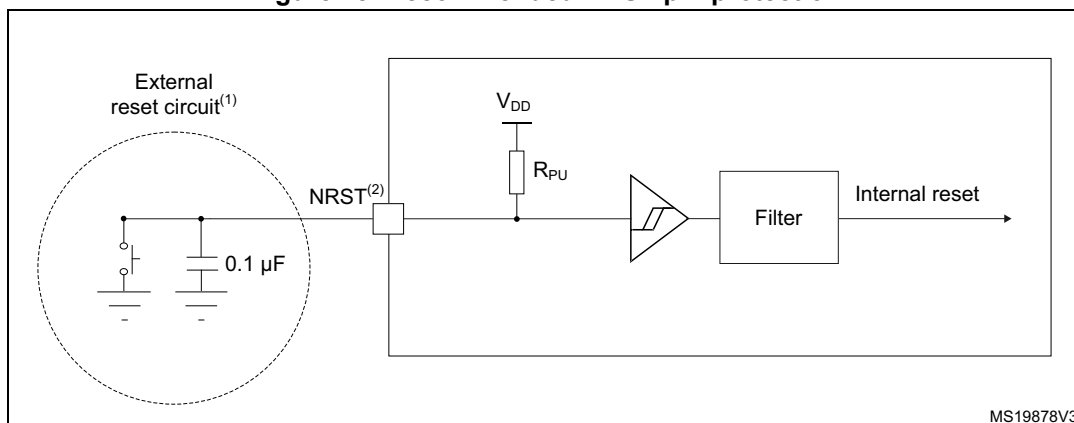 External
reset circuit(1)
VDD
RPU
NRST(2)
Filter
Internal reset
0.1 µF
MS19878V3